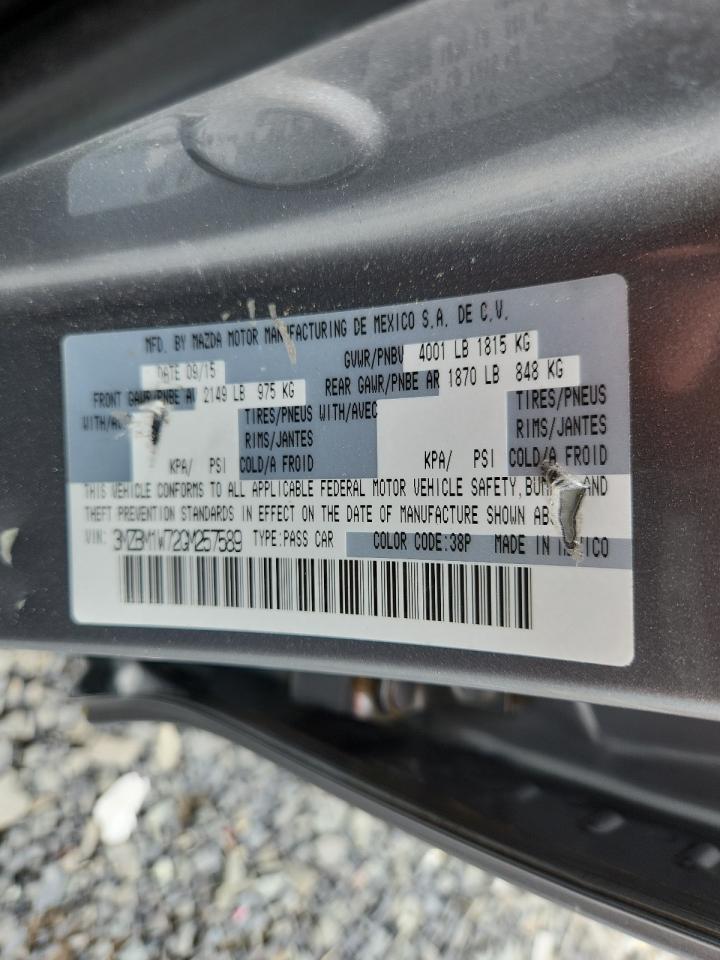 MFD. BY MAZDA MOTOR MANUFACTURING DE MEXICO S.A. DE C.V.
DATE 09/15 GVWR/PNBV 4001 LB 1815 KG
FRONT GAWR/PNBE AV 2149 LB 975 KG REAR GAWR/PNBE AR 1870 LB 848 KG
WITH/AVEC TIRES/PNEUS WITH/AVEC TIRES/PNEUS
RIMS/JANTES RIMS/JANTES
KPA/ PSI COLD/A FROID KPA/ PSI COLD/A FROID
THIS VEHICLE CONFORMS TO ALL APPLICABLE FEDERAL MOTOR VEHICLE SAFETY, AND
THEFT PREVENTION STANDARDS IN EFFECT ON THE DATE OF MANUFACTURE SHOWN
VIN: 3MZBM1W72GM257589 TYPE:PASS CAR COLOR CODE:38P MADE IN